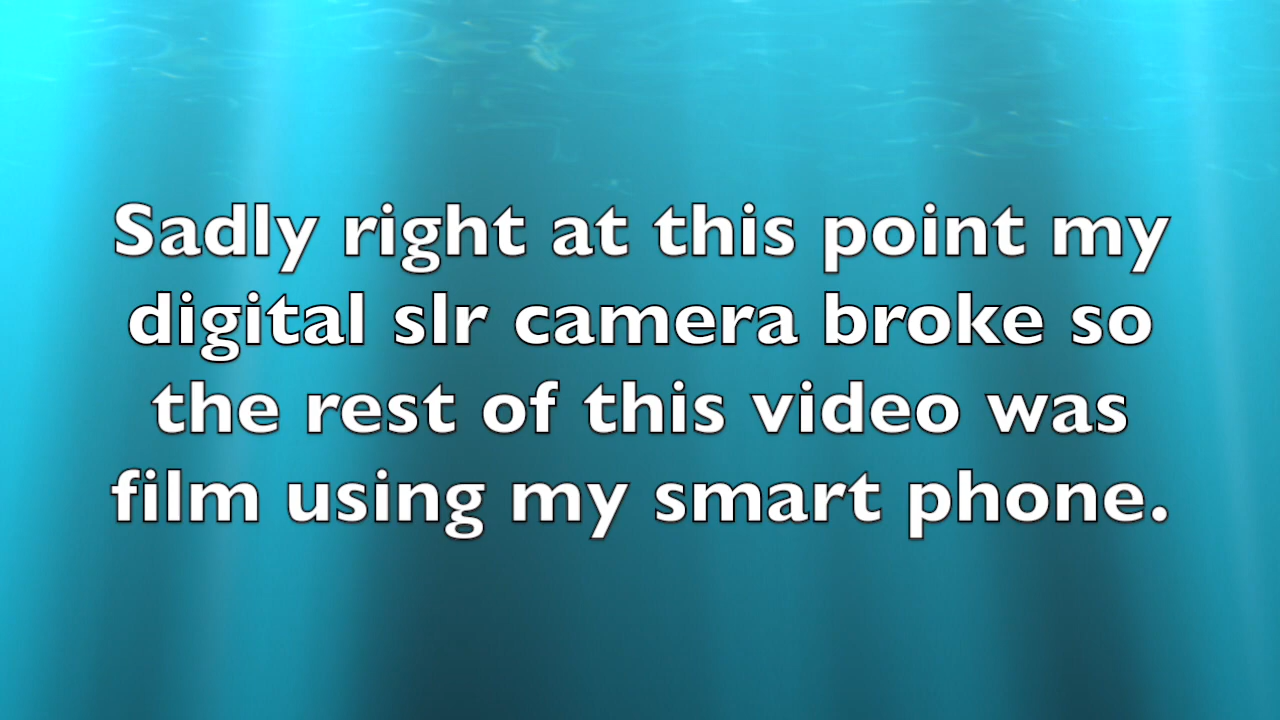 Sadly right at this point my
digital slr camera broke so
the rest of this video was
film using my smart phone.